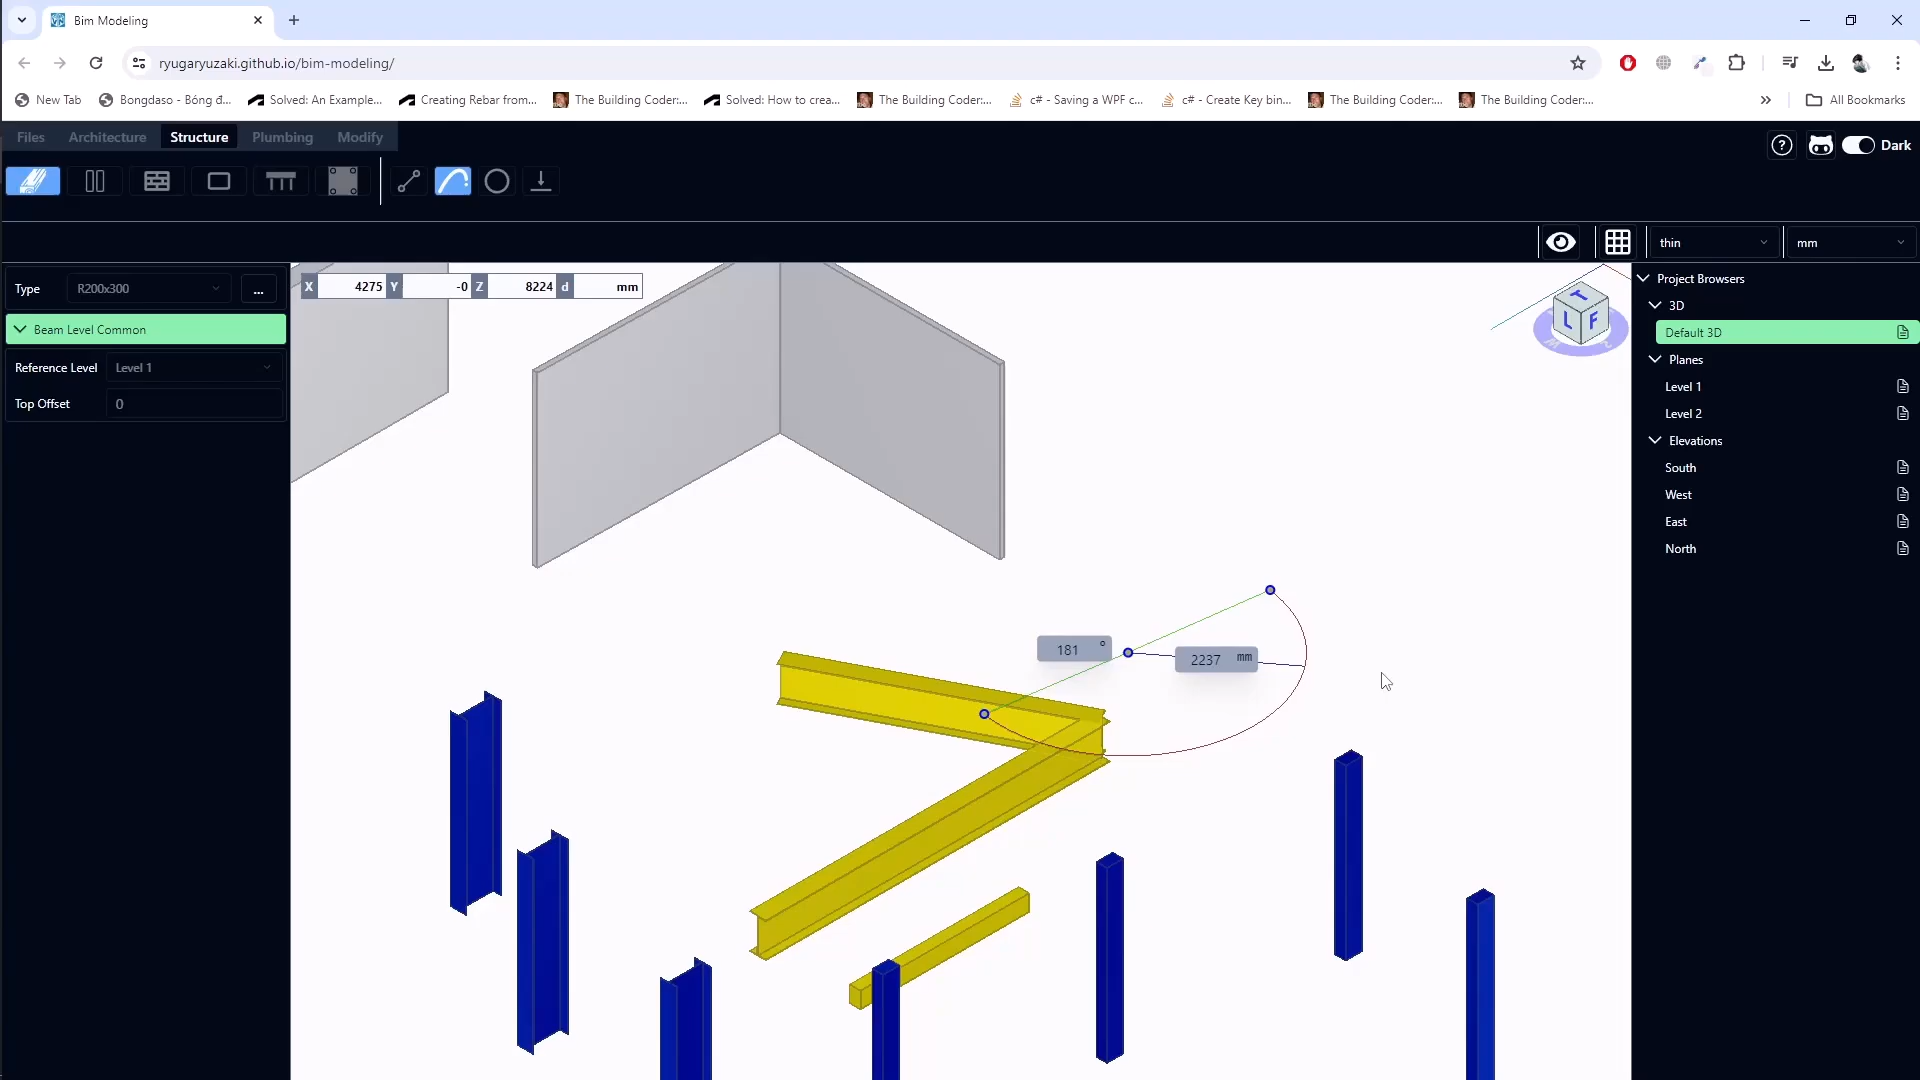 Bim Modeling
ryugaryuzaki.github.io/bim-modeling/
New Tab
Bongdaso - Bóng đ...
Solved: An Example...
Creating Rebar from...
The Building Coder:...
Solved: How to crea...
The Building Coder:...
c# - Saving a WPF c...
c# - Create Key bin...
The Building Coder:...
The Building Coder:...
All Bookmarks
Files Architecture Structure Plumbing Modify
Dark
thin
mm
Type R200x300 ...
Beam Level Common
Reference Level Level 1
Top Offset 0
X 4275 Y -0 Z 8224 d mm
T
L F
181 °
2237 mm
Project Browsers
3D
Default 3D
Planes
Level 1
Level 2
Elevations
South
West
East
North